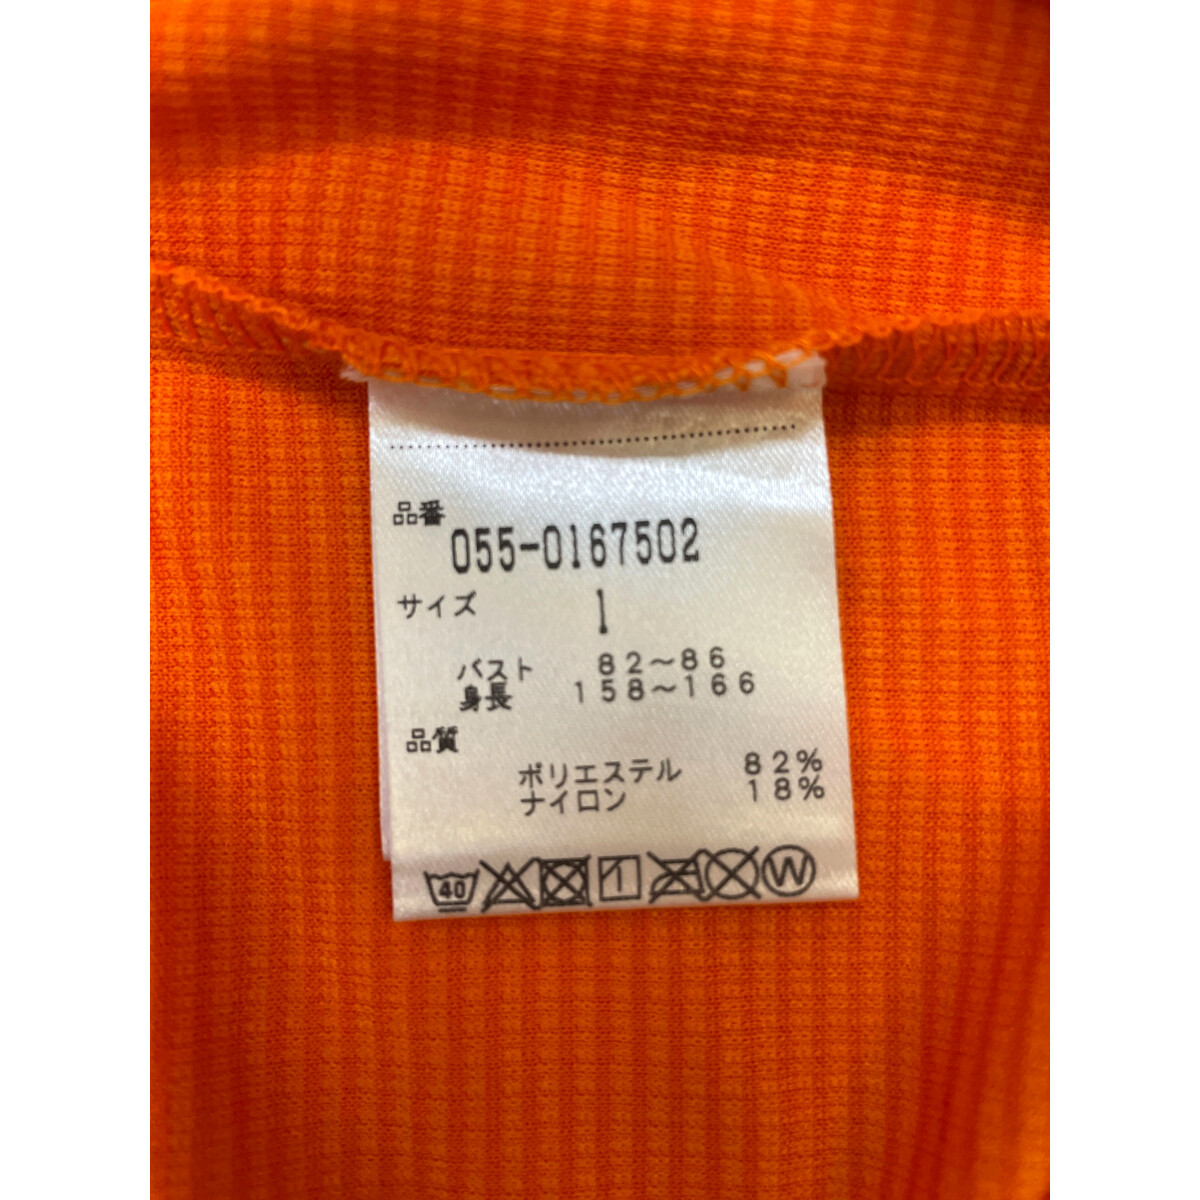 品番
055-0167502
サイズ 1
バスト 82～86
身長 158～166
品質
ポリエステル 82%
ナイロン 18%
40 W